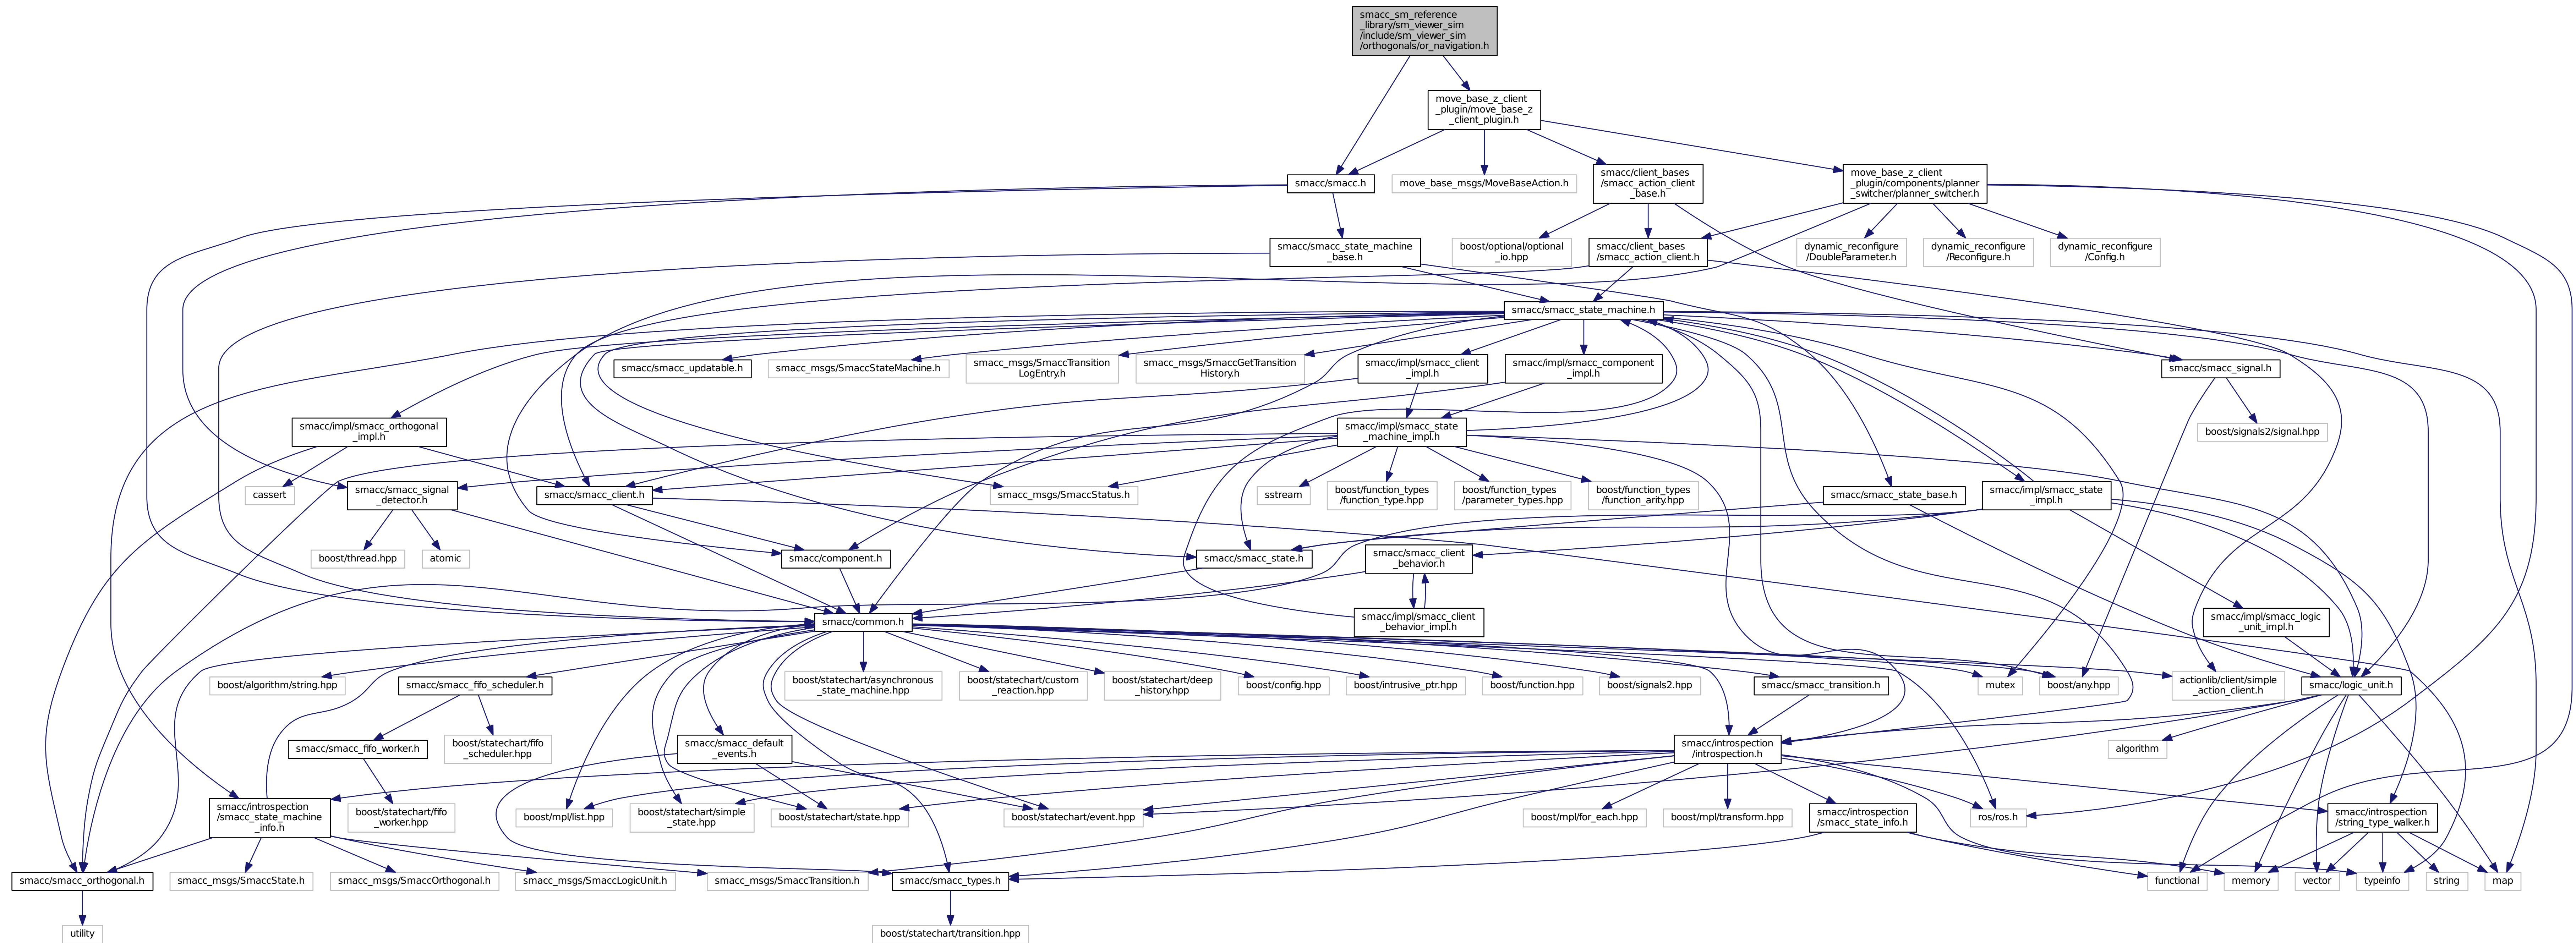 smacc_sm_reference
_library/sm_viewer_sim
/include/sm_viewer_sim
/orthogonals/or_navigation.h
move_base_z_client
_plugin/move_base_z
_client_plugin.h
smacc/smacc.h
move_base_msgs/MoveBaseAction.h
smacc/client_bases
/smacc_action_client
_base.h
move_base_z_client
_plugin/components/planner
_switcher/planner_switcher.h
smacc/smacc_state_machine
_base.h
boost/optional/optional
_io.hpp
smacc/client_bases
/smacc_action_client.h
dynamic_reconfigure
/DoubleParameter.h
dynamic_reconfigure
/Reconfigure.h
dynamic_reconfigure
/Config.h
smacc/smacc_state_machine.h
smacc/smacc_updatable.h
smacc_msgs/SmaccStateMachine.h
smacc_msgs/SmaccTransition
LogEntry.h
smacc_msgs/SmaccGetTransition
History.h
smacc/impl/smacc_client
_impl.h
smacc/impl/smacc_component
_impl.h
smacc/smacc_signal.h
smacc/impl/smacc_orthogonal
_impl.h
smacc/impl/smacc_state
_machine_impl.h
boost/signals2/signal.hpp
cassert
smacc/smacc_signal
_detector.h
smacc/smacc_client.h
smacc_msgs/SmaccStatus.h
sstream
boost/function_types
/function_type.hpp
boost/function_types
/parameter_types.hpp
boost/function_types
/function_arity.hpp
smacc/smacc_state_base.h
smacc/impl/smacc_state
_impl.h
boost/thread.hpp
atomic
smacc/component.h
smacc/smacc_state.h
smacc/smacc_client
_behavior.h
smacc/common.h
smacc/impl/smacc_client
_behavior_impl.h
smacc/impl/smacc_logic
_unit_impl.h
boost/algorithm/string.hpp
smacc/smacc_fifo_scheduler.h
boost/statechart/asynchronous
_state_machine.hpp
boost/statechart/custom
_reaction.hpp
boost/statechart/deep
_history.hpp
boost/config.hpp
boost/intrusive_ptr.hpp
boost/function.hpp
boost/signals2.hpp
smacc/smacc_transition.h
mutex
boost/any.hpp
actionlib/client/simple
_action_client.h
smacc/logic_unit.h
smacc/smacc_fifo_worker.h
boost/statechart/fifo
_scheduler.hpp
smacc/smacc_default
_events.h
smacc/introspection
/introspection.h
algorithm
smacc/introspection
/smacc_state_machine
_info.h
boost/statechart/fifo
_worker.hpp
boost/mpl/list.hpp
boost/statechart/simple
_state.hpp
boost/statechart/state.hpp
boost/statechart/event.hpp
boost/mpl/for_each.hpp
boost/mpl/transform.hpp
smacc/introspection
/smacc_state_info.h
ros/ros.h
smacc/introspection
/string_type_walker.h
smacc/smacc_orthogonal.h
smacc_msgs/SmaccState.h
smacc_msgs/SmaccOrthogonal.h
smacc_msgs/SmaccLogicUnit.h
smacc_msgs/SmaccTransition.h
smacc/smacc_types.h
functional
memory
vector
typeinfo
string
map
utility
boost/statechart/transition.hpp